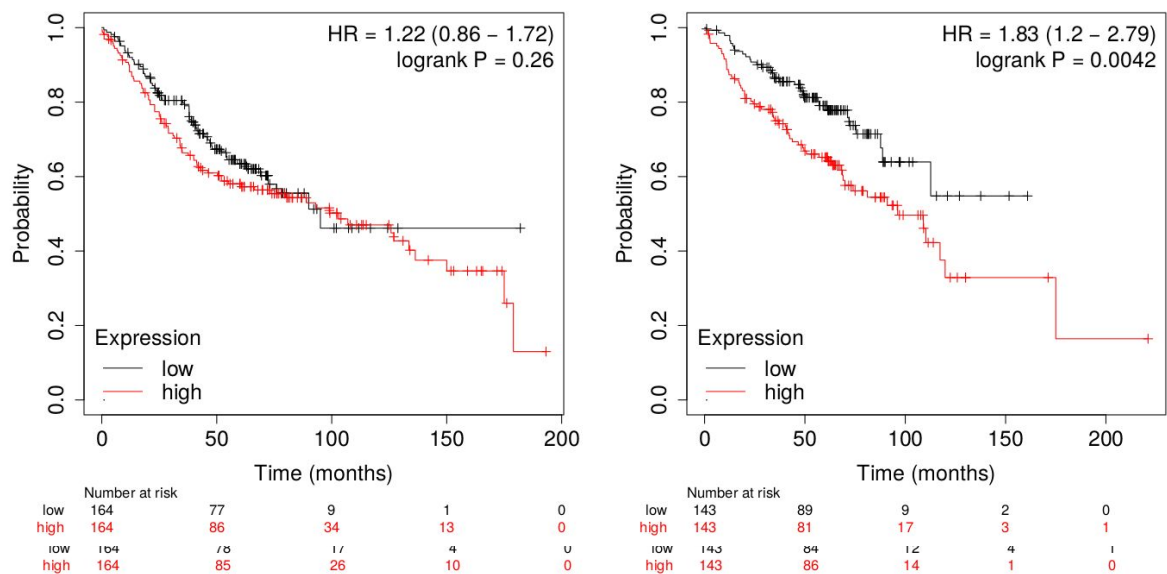 HR = 1.22 (0.86 − 1.72)
logrank P = 0.26
Probability
1.0
0.8
0.6
0.4
0.2
0.0
Expression
low
high
0 50 100 150 200
Time (months)
Number at risk
low 164 77 9 1 0
high 164 86 34 13 0
low 164 78 17 4 0
high 164 85 26 10 0
HR = 1.83 (1.2 − 2.79)
logrank P = 0.0042
Probability
1.0
0.8
0.6
0.4
0.2
0.0
Expression
low
high
0 50 100 150 200
Time (months)
Number at risk
low 143 89 9 2 0
high 143 81 17 3 1
low 143 84 12 4 1
high 143 86 14 1 0